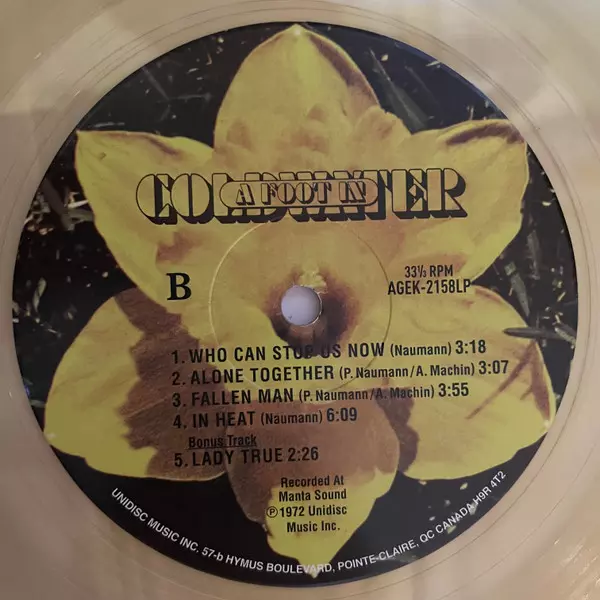 A FOOT IN
COLDWATER
B
33⅓ RPM
AGEK-2158LP
1. WHO CAN STOP US NOW (Naumann) 3:18
2. ALONE TOGETHER (P. Naumann/A. Machin) 3:07
3. FALLEN MAN (P. Naumann/A. Machin) 3:55
4. IN HEAT (Naumann) 6:09
Bonus Track
5. LADY TRUE 2:26
Recorded At
Manta Sound
℗ 1972 Unidisc
Music Inc.
UNIDISC MUSIC INC. 57-b HYMUS BOULEVARD, POINTE-CLAIRE, QC CANADA H9R 4T2